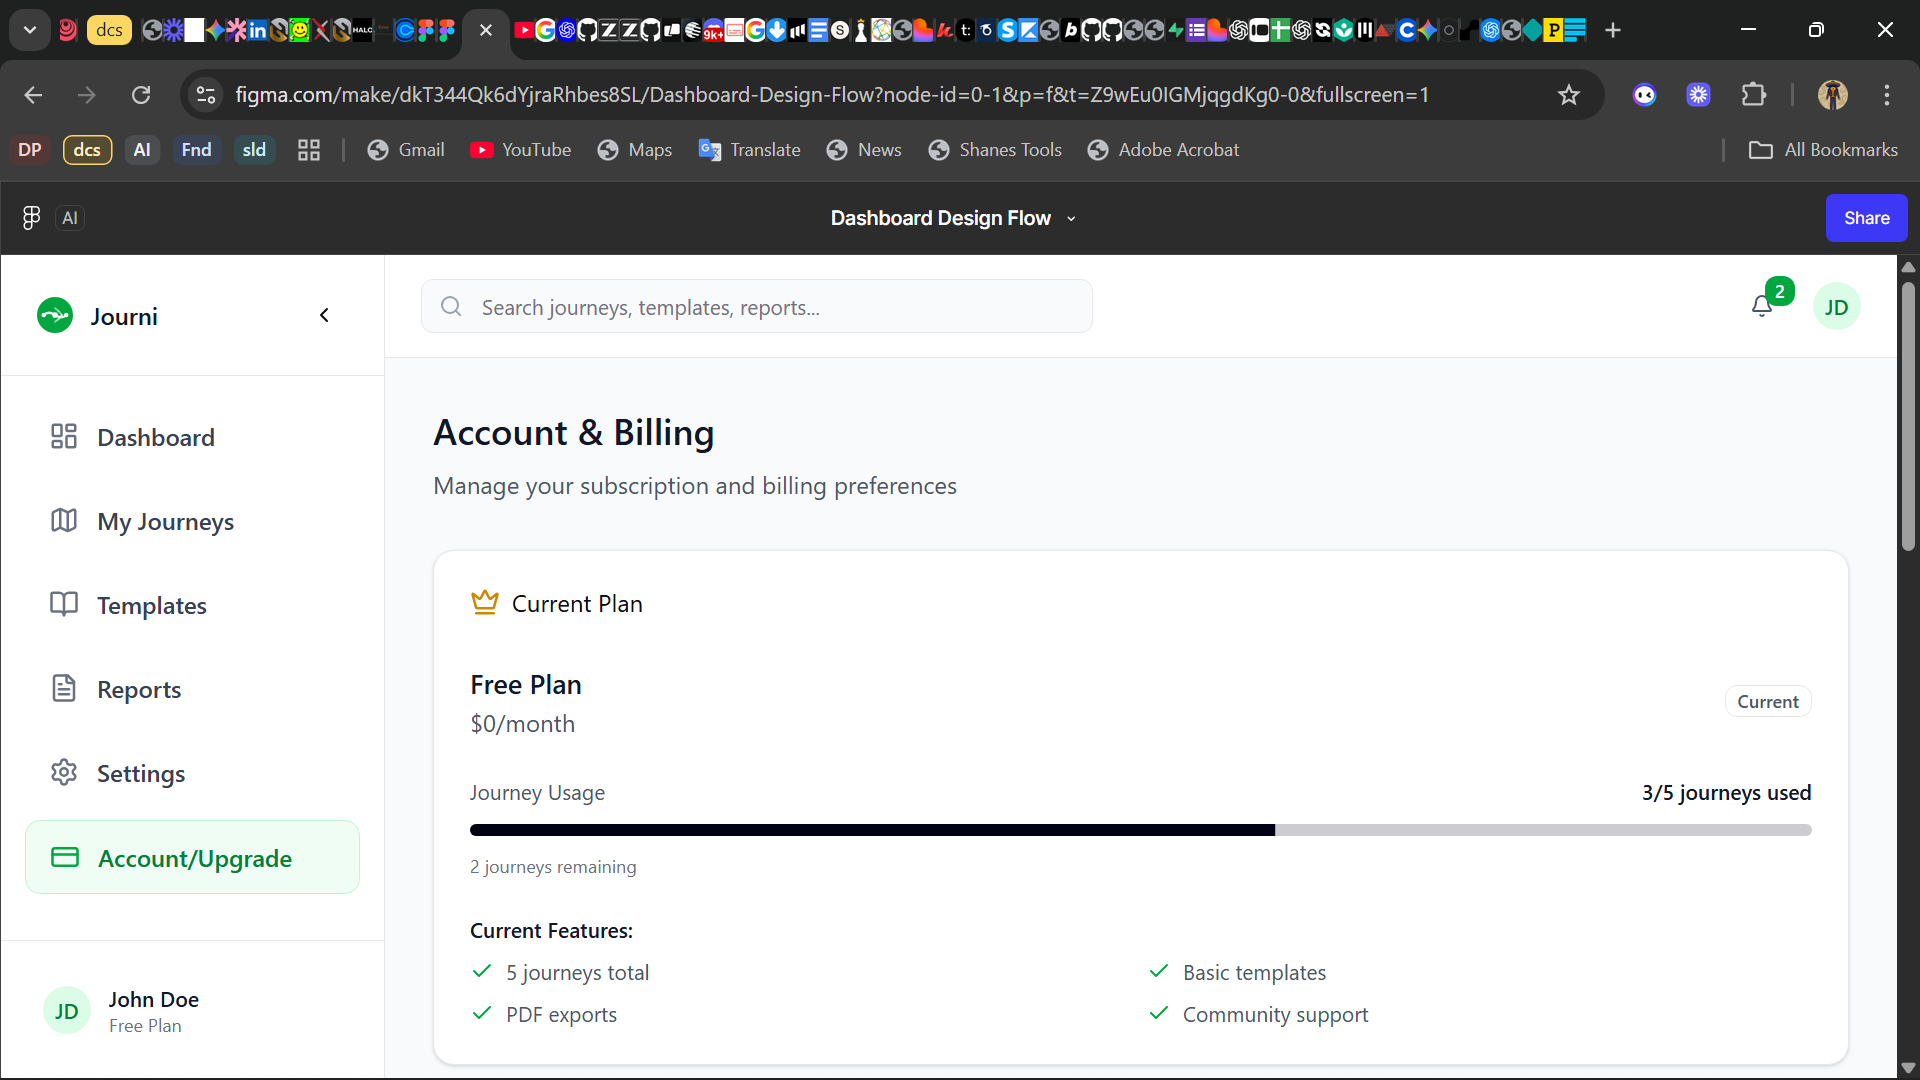 dcs
9k+
figma.com/make/dkT344Qk6dYjraRhbes8SL/Dashboard-Design-Flow?node-id=0-1&p=f&t=Z9wEu0IGMjqgdKg0-0&fullscreen=1
DP
dcs
AI
Fnd
sld
Gmail
YouTube
Maps
Translate
News
Shanes Tools
Adobe Acrobat
All Bookmarks
AI
Dashboard Design Flow
Share
Journi
Search journeys, templates, reports...
2
JD
Dashboard
My Journeys
Templates
Reports
Settings
Account/Upgrade
JD
John Doe
Free Plan
Account & Billing
Manage your subscription and billing preferences
Current Plan
Free Plan
Current
$0/month
Journey Usage
3/5 journeys used
2 journeys remaining
Current Features:
5 journeys total
Basic templates
PDF exports
Community support